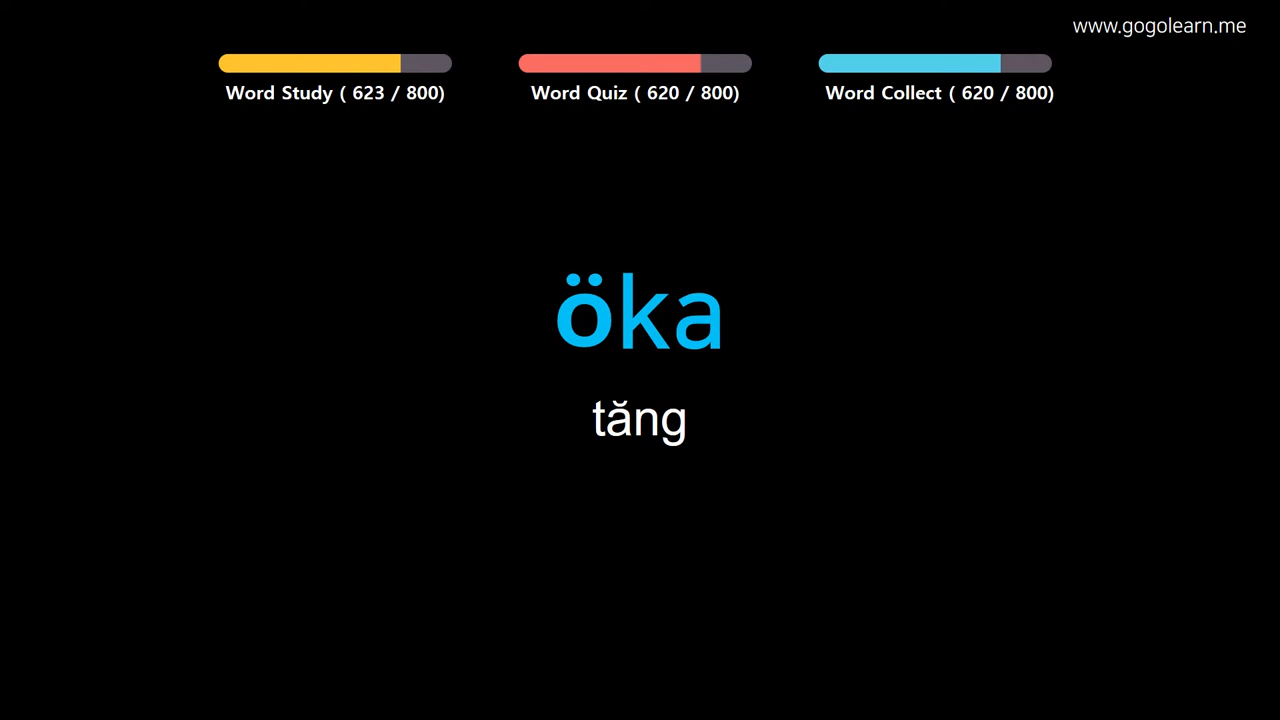 www.gogolearn.me
Word Study ( 623 / 800)
Word Quiz ( 620 / 800)
Word Collect ( 620 / 800)
öka
tăng